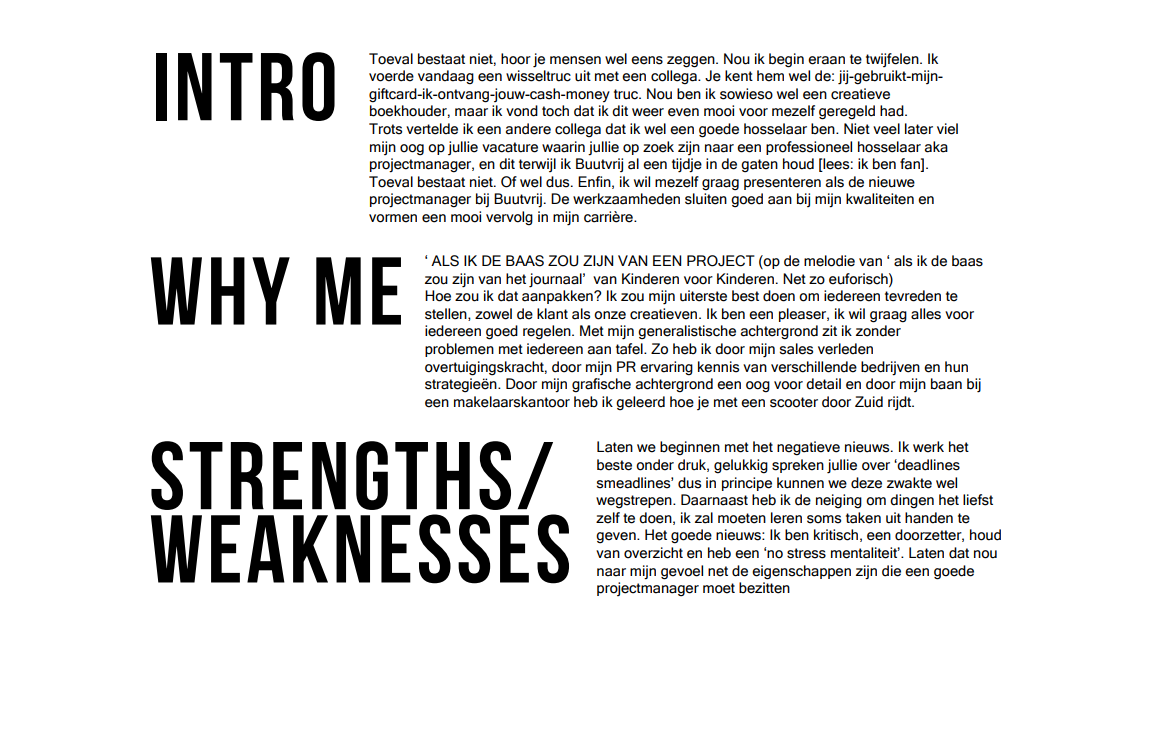 INTRO
Toeval bestaat niet, hoor je mensen wel eens zeggen. Nou ik begin eraan te twijfelen. Ik
voerde vandaag een wisseltruc uit met een collega. Je kent hem wel de: jij-gebruikt-mijn-
giftcard-ik-ontvang-jouw-cash-money truc. Nou ben ik sowieso wel een creatieve
boekhouder, maar ik vond toch dat ik dit weer even mooi voor mezelf geregeld had.
Trots vertelde ik een andere collega dat ik wel een goede hosselaar ben. Niet veel later viel
mijn oog op jullie vacature waarin jullie op zoek zijn naar een professioneel hosselaar aka
projectmanager, en dit terwijl ik Buutvrij al een tijdje in de gaten houd [lees: ik ben fan].
Toeval bestaat niet. Of wel dus. Enfin, ik wil mezelf graag presenteren als de nieuwe
projectmanager bij Buutvrij. De werkzaamheden sluiten goed aan bij mijn kwaliteiten en
vormen een mooi vervolg in mijn carrière.
WHY ME
‘ ALS IK DE BAAS ZOU ZIJN VAN EEN PROJECT (op de melodie van ‘ als ik de baas
zou zijn van het journaal’  van Kinderen voor Kinderen. Net zo euforisch)
Hoe zou ik dat aanpakken? Ik zou mijn uiterste best doen om iedereen tevreden te
stellen, zowel de klant als onze creatieven. Ik ben een pleaser, ik wil graag alles voor
iedereen goed regelen. Met mijn generalistische achtergrond zit ik zonder
problemen met iedereen aan tafel. Zo heb ik door mijn sales verleden
overtuigingskracht, door mijn PR ervaring kennis van verschillende bedrijven en hun
strategieën. Door mijn grafische achtergrond een oog voor detail en door mijn baan bij
een makelaarskantoor heb ik geleerd hoe je met een scooter door Zuid rijdt.
STRENGTHS/
WEAKNESSES
Laten we beginnen met het negatieve nieuws. Ik werk het
beste onder druk, gelukkig spreken jullie over ‘deadlines
smeadlines’ dus in principe kunnen we deze zwakte wel
wegstrepen. Daarnaast heb ik de neiging om dingen het liefst
zelf te doen, ik zal moeten leren soms taken uit handen te
geven. Het goede nieuws: Ik ben kritisch, een doorzetter, houd
van overzicht en heb een ‘no stress mentaliteit’. Laten dat nou
naar mijn gevoel net de eigenschappen zijn die een goede
projectmanager moet bezitten